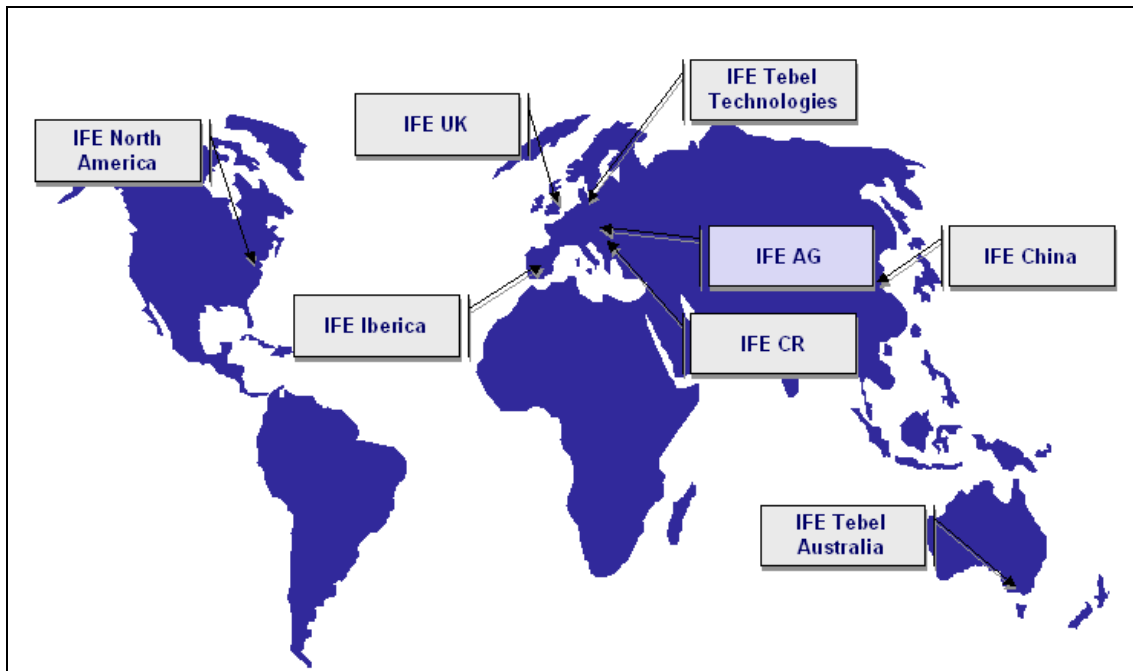 IFE Tebel
Technologies
IFE UK
IFE North
America
IFE AG
IFE China
IFE Iberica
IFE CR
IFE Tebel
Australia